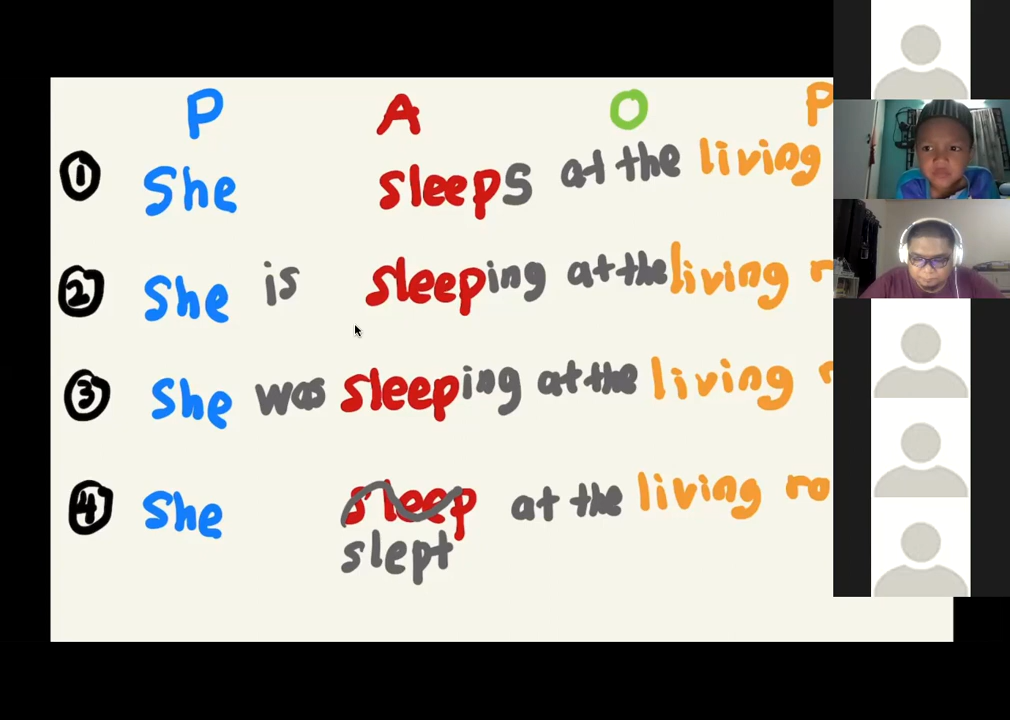 P A O P
1 She sleeps at the living
2 She is sleeping at the living r
3 She was sleeping at the living
4 She sleep at the living ro
slept